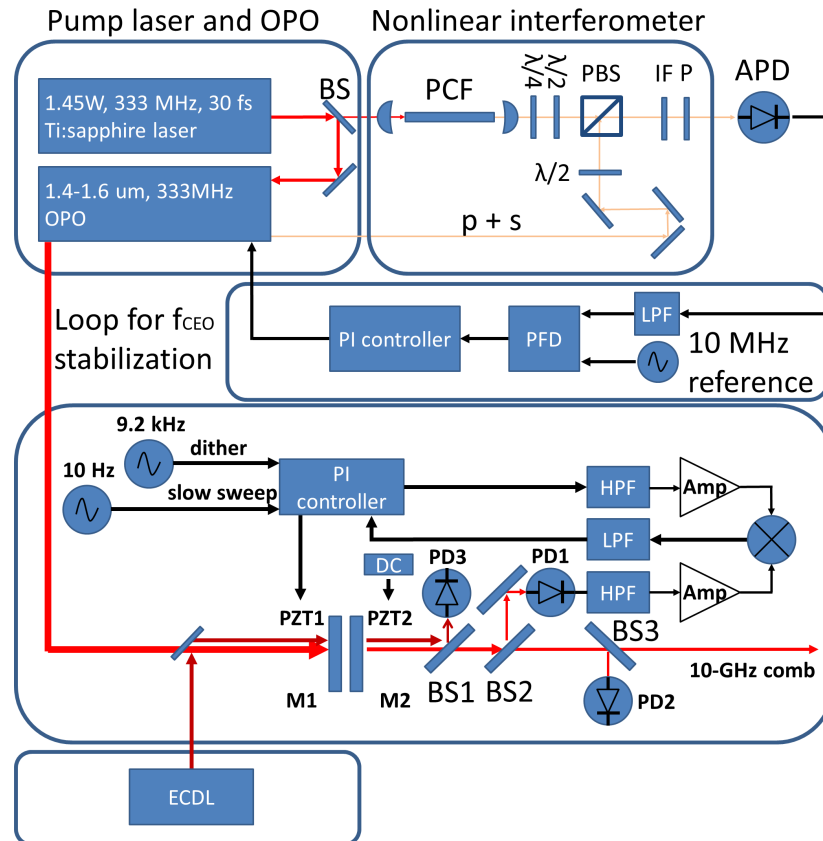 Pump laser and OPO
Nonlinear interferometer
1.45W, 333 MHz, 30 fs
Ti:sapphire laser
BS
PCF
λ/4
λ/2
PBS
IF P
APD
1.4-1.6 um, 333MHz
OPO
λ/2
p + s
Loop for fCEO
stabilization
PI controller
PFD
LPF
10 MHz
reference
9.2 kHz
dither
10 Hz
slow sweep
PI
controller
HPF
Amp
LPF
DC
PD3
PD1
HPF
Amp
PZT1
PZT2
BS3
M1
M2
BS1
BS2
10-GHz comb
PD2
ECDL